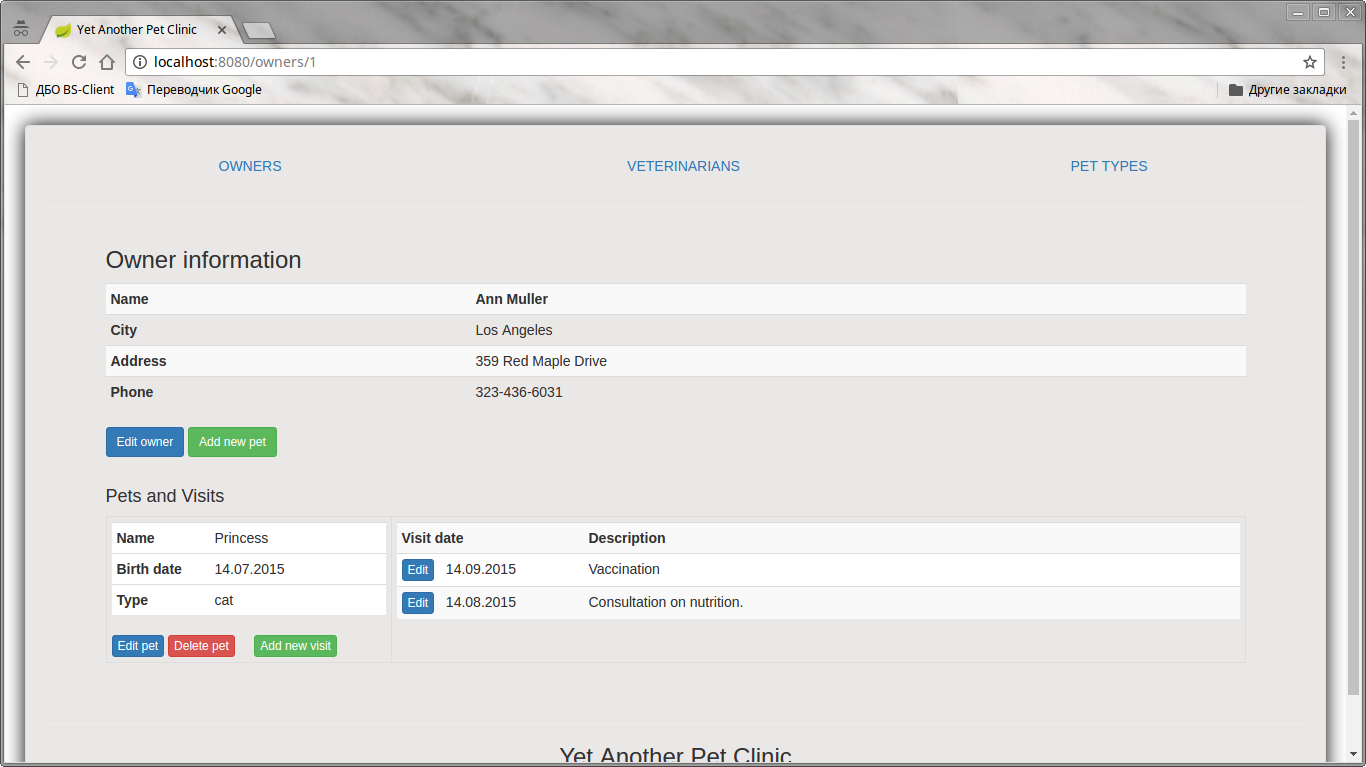 Yet Another Pet Clinic
localhost:8080/owners/1
ДБО BS-Client Переводчик Google Другие закладки
OWNERS VETERINARIANS PET TYPES
Owner information
Name Ann Muller
City Los Angeles
Address 359 Red Maple Drive
Phone 323-436-6031
Edit owner Add new pet
Pets and Visits
Name Princess Visit date Description
Birth date 14.07.2015 Edit 14.09.2015 Vaccination
Type cat Edit 14.08.2015 Consultation on nutrition.
Edit pet Delete pet Add new visit
Yet Another Pet Clinic